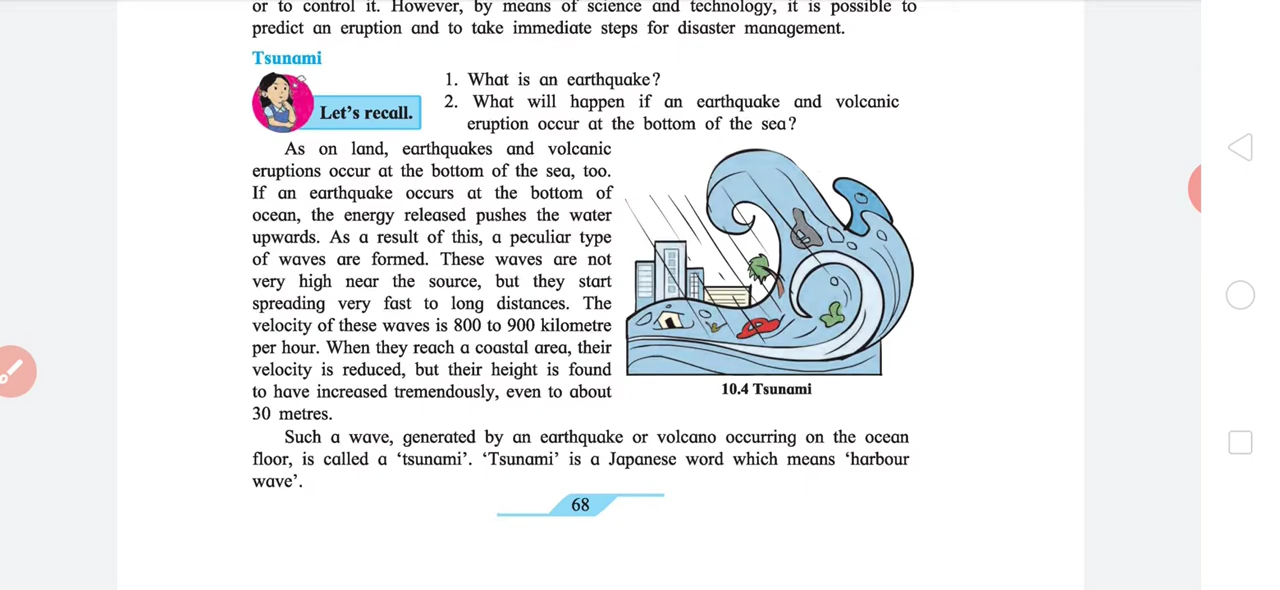 or to control it. However, by means of science and technology, it is possible to
predict an eruption and to take immediate steps for disaster management.
Tsunami
Let's recall.
1. What is an earthquake?
2. What will happen if an earthquake and volcanic
eruption occur at the bottom of the sea?
As on land, earthquakes and volcanic
eruptions occur at the bottom of the sea, too.
If an earthquake occurs at the bottom of
ocean, the energy released pushes the water
upwards. As a result of this, a peculiar type
of waves are formed. These waves are not
very high near the source, but they start
spreading very fast to long distances. The
velocity of these waves is 800 to 900 kilometre
per hour. When they reach a coastal area, their
velocity is reduced, but their height is found
to have increased tremendously, even to about
30 metres.
10.4 Tsunami
Such a wave, generated by an earthquake or volcano occurring on the ocean
floor, is called a ‘tsunami’. ‘Tsunami’ is a Japanese word which means ‘harbour
wave’.
68